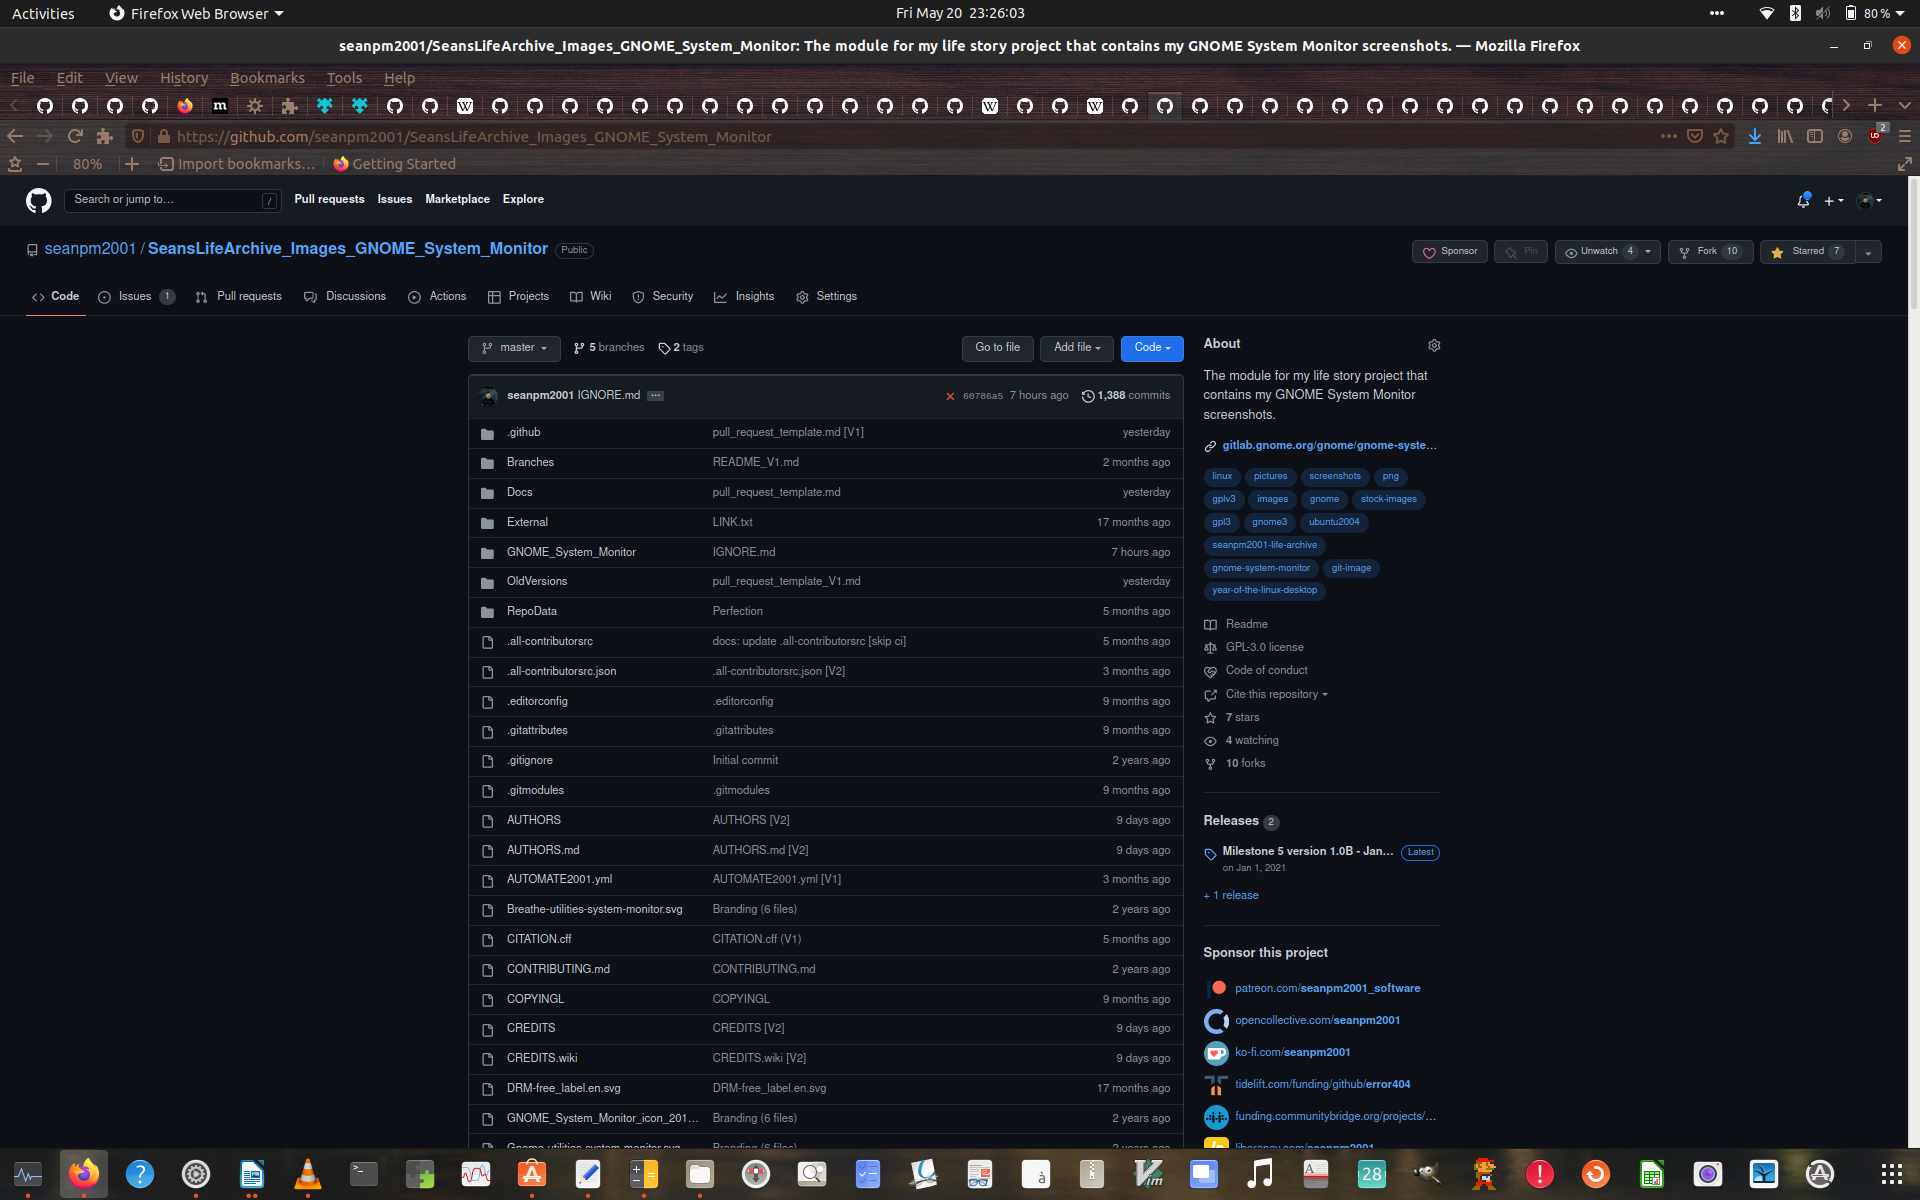 Activities Firefox Web Browser Fri May 20 23:26:03 80 %
seanpm2001/SeansLifeArchive_Images_GNOME_System_Monitor: The module for my life story project that contains my GNOME System Monitor screenshots. — Mozilla Firefox
File Edit View History Bookmarks Tools Help
https://github.com/seanpm2001/SeansLifeArchive_Images_GNOME_System_Monitor 2
80% Import bookmarks... Getting Started
Search or jump to... / Pull requests Issues Marketplace Explore
seanpm2001 / SeansLifeArchive_Images_GNOME_System_Monitor Public
Sponsor Pin Unwatch 4 Fork 10 Starred 7
Code Issues 1 Pull requests Discussions Actions Projects Wiki Security Insights Settings
master 5 branches 2 tags Go to file Add file Code
seanpm2001 IGNORE.md ... 60786a5 7 hours ago 1,388 commits
.github pull_request_template.md [V1] yesterday
Branches README_V1.md 2 months ago
Docs pull_request_template.md yesterday
External LINK.txt 17 months ago
GNOME_System_Monitor IGNORE.md 7 hours ago
OldVersions pull_request_template_V1.md yesterday
RepoData Perfection 5 months ago
.all-contributorsrc docs: update .all-contributorsrc [skip ci] 5 months ago
.all-contributorsrc.json .all-contributorsrc.json [V2] 3 months ago
.editorconfig .editorconfig 9 months ago
.gitattributes .gitattributes 9 months ago
.gitignore Initial commit 2 years ago
.gitmodules .gitmodules 9 months ago
AUTHORS AUTHORS [V2] 9 days ago
AUTHORS.md AUTHORS.md [V2] 9 days ago
AUTOMATE2001.yml AUTOMATE2001.yml [V1] 3 months ago
Breathe-utilities-system-monitor.svg Branding (6 files) 2 years ago
CITATION.cff CITATION.cff (V1) 5 months ago
CONTRIBUTING.md CONTRIBUTING.md 2 years ago
COPYINGL COPYINGL 9 months ago
CREDITS CREDITS [V2] 9 days ago
CREDITS.wiki CREDITS.wiki [V2] 9 days ago
DRM-free_label.en.svg DRM-free_label.en.svg 17 months ago
GNOME_System_Monitor_icon_201... Branding (6 files) 2 years ago
Gnome-utilities-system-monitor.svg Branding (6 files) 2 years ago
About
The module for my life story project that
contains my GNOME System Monitor
screenshots.
gitlab.gnome.org/gnome/gnome-syste...
linux pictures screenshots png
gplv3 images gnome stock-images
gpl3 gnome3 ubuntu2004
seanpm2001-life-archive
gnome-system-monitor git-image
year-of-the-linux-desktop
Readme
GPL-3.0 license
Code of conduct
Cite this repository
7 stars
4 watching
10 forks
Releases 2
Milestone 5 version 1.0B - Jan... Latest
on Jan 1, 2021
+ 1 release
Sponsor this project
patreon.com/seanpm2001_software
opencollective.com/seanpm2001
ko-fi.com/seanpm2001
tidelift.com/funding/github/error404
funding.communitybridge.org/projects/...
liberapay.com/seanpm2001
28